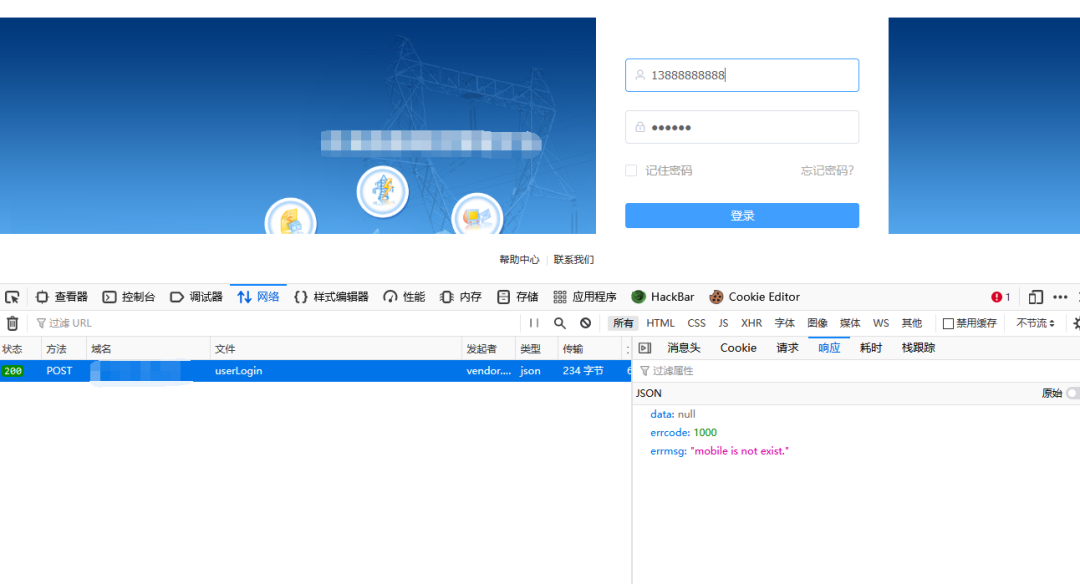 13888888888
●●●●●●
记住密码 忘记密码?
登录
帮助中心 联系我们
查看器 控制台 调试器 网络 样式编辑器 性能 内存 存储 应用程序 HackBar Cookie Editor 1
过滤 URL 所有 HTML CSS JS XHR 字体 图像 媒体 WS 其他 禁用缓存 不节流
状态 方法 域名 文件 发起者 类型 传输 消息头 Cookie 请求 响应 耗时 栈跟踪
200 POST userLogin vendor.... json 234 字节 过滤属性
JSON 原始
data: null
errcode: 1000
errmsg: "mobile is not exist."